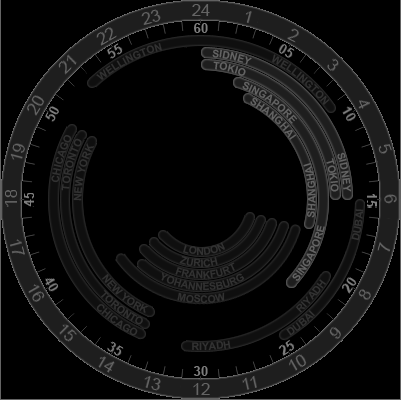 24
1
2
3
4
5
6
7
8
9
10
11
12
13
14
15
16
17
18
19
20
21
22
23
60
05
10
15
20
25
30
35
40
45
50
55
WELLINGTON
WELLINGTON
SIDNEY
SIDNEY
TOKIO
TOKIO
SINGAPORE
SINGAPORE
SHANGHAI
SHANGHAI
DUBAI
DUBAI
RIYADH
RIYADH
CHICAGO
CHICAGO
TORONTO
TORONTO
NEW YORK
NEW YORK
LONDON
ZURICH
FRANKFURT
YOHANNESBURG
MOSCOW